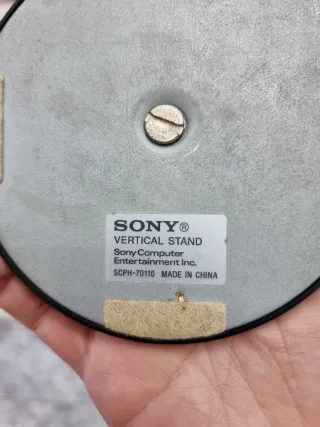 SONY®
VERTICAL STAND
Sony Computer
Entertainment Inc.
SCPH-70110 MADE IN CHINA